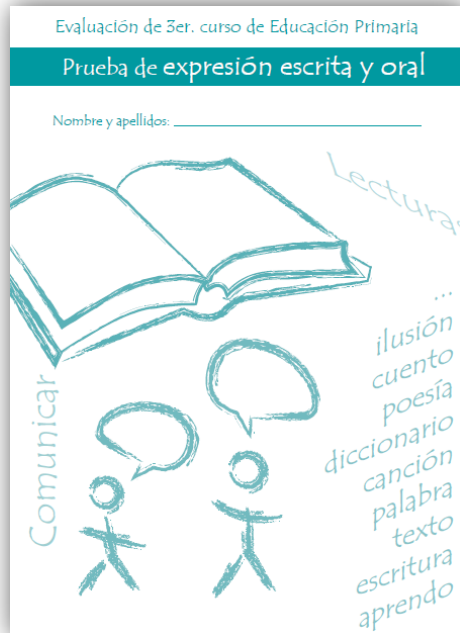 Evaluación de 3er. curso de Educación Primaria
Prueba de expresión escrita y oral
Nombre y apellidos:
Lecturas
...
ilusión
cuento
poesía
diccionario
canción
palabra
texto
escritura
aprendo
Comunicar